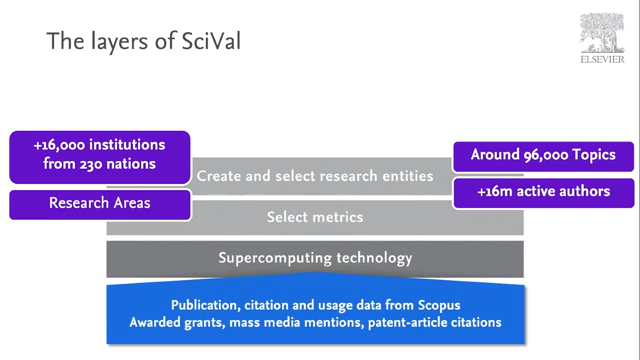 The layers of SciVal
ELSEVIER
+16,000 institutions
from 230 nations
Around 96,000 Topics
Create and select research entities
+16m active authors
Research Areas
Select metrics
Supercomputing technology
Publication, citation and usage data from Scopus
Awarded grants, mass media mentions, patent-article citations